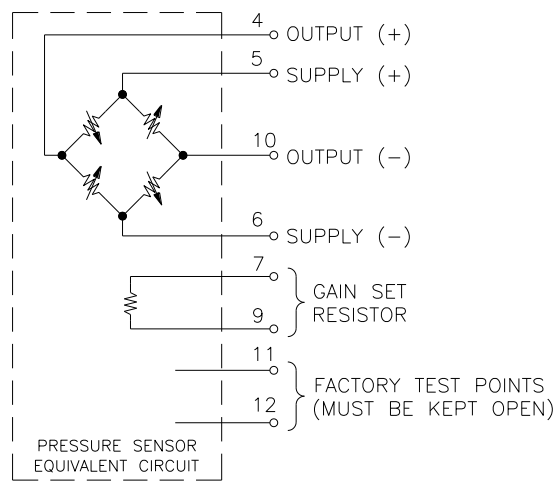 4
OUTPUT (+)
5
SUPPLY (+)
10
OUTPUT (−)
6
SUPPLY (−)
7
GAIN SET
RESISTOR
9
11
FACTORY TEST POINTS
(MUST BE KEPT OPEN)
12
PRESSURE SENSOR
EQUIVALENT CIRCUIT